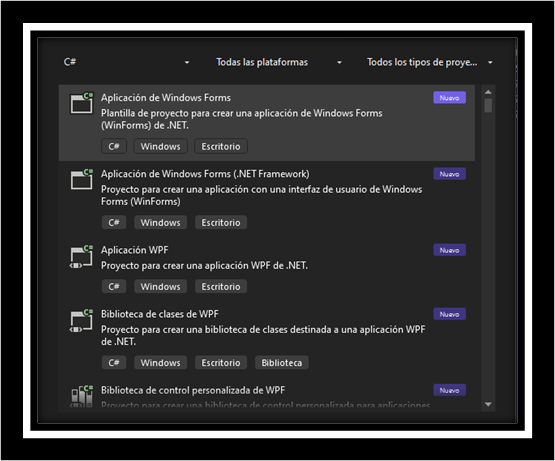 C#
Todas las plataformas
Todos los tipos de proye...
Aplicación de Windows Forms
Nuevo
Plantilla de proyecto para crear una aplicación de Windows Forms
(WinForms) de .NET.
C# Windows Escritorio
Aplicación de Windows Forms (.NET Framework)
Nuevo
Proyecto para crear una aplicación con una interfaz de usuario de Windows
Forms (WinForms)
C# Windows Escritorio
Aplicación WPF
Nuevo
Proyecto para crear una aplicación WPF de .NET.
C# Windows Escritorio
Biblioteca de clases de WPF
Nuevo
Proyecto para crear una biblioteca de clases destinada a una aplicación WPF
de .NET.
C# Windows Escritorio Biblioteca
Biblioteca de control personalizada de WPF
Nuevo
Proyecto para crear una biblioteca de control personalizada para aplicaciones